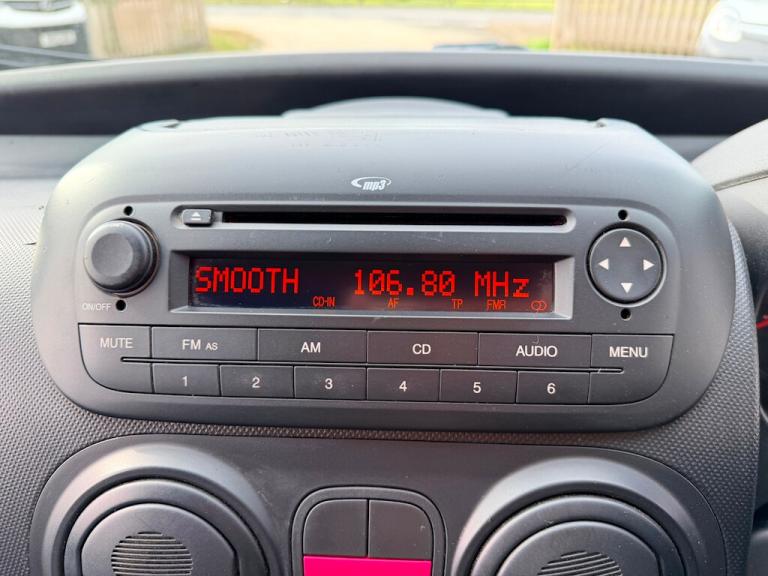 mp3
SMOOTH 106.80 MHz
CD-IN AF TP FMR
ON/OFF
MUTE FM AS AM CD AUDIO MENU
1 2 3 4 5 6